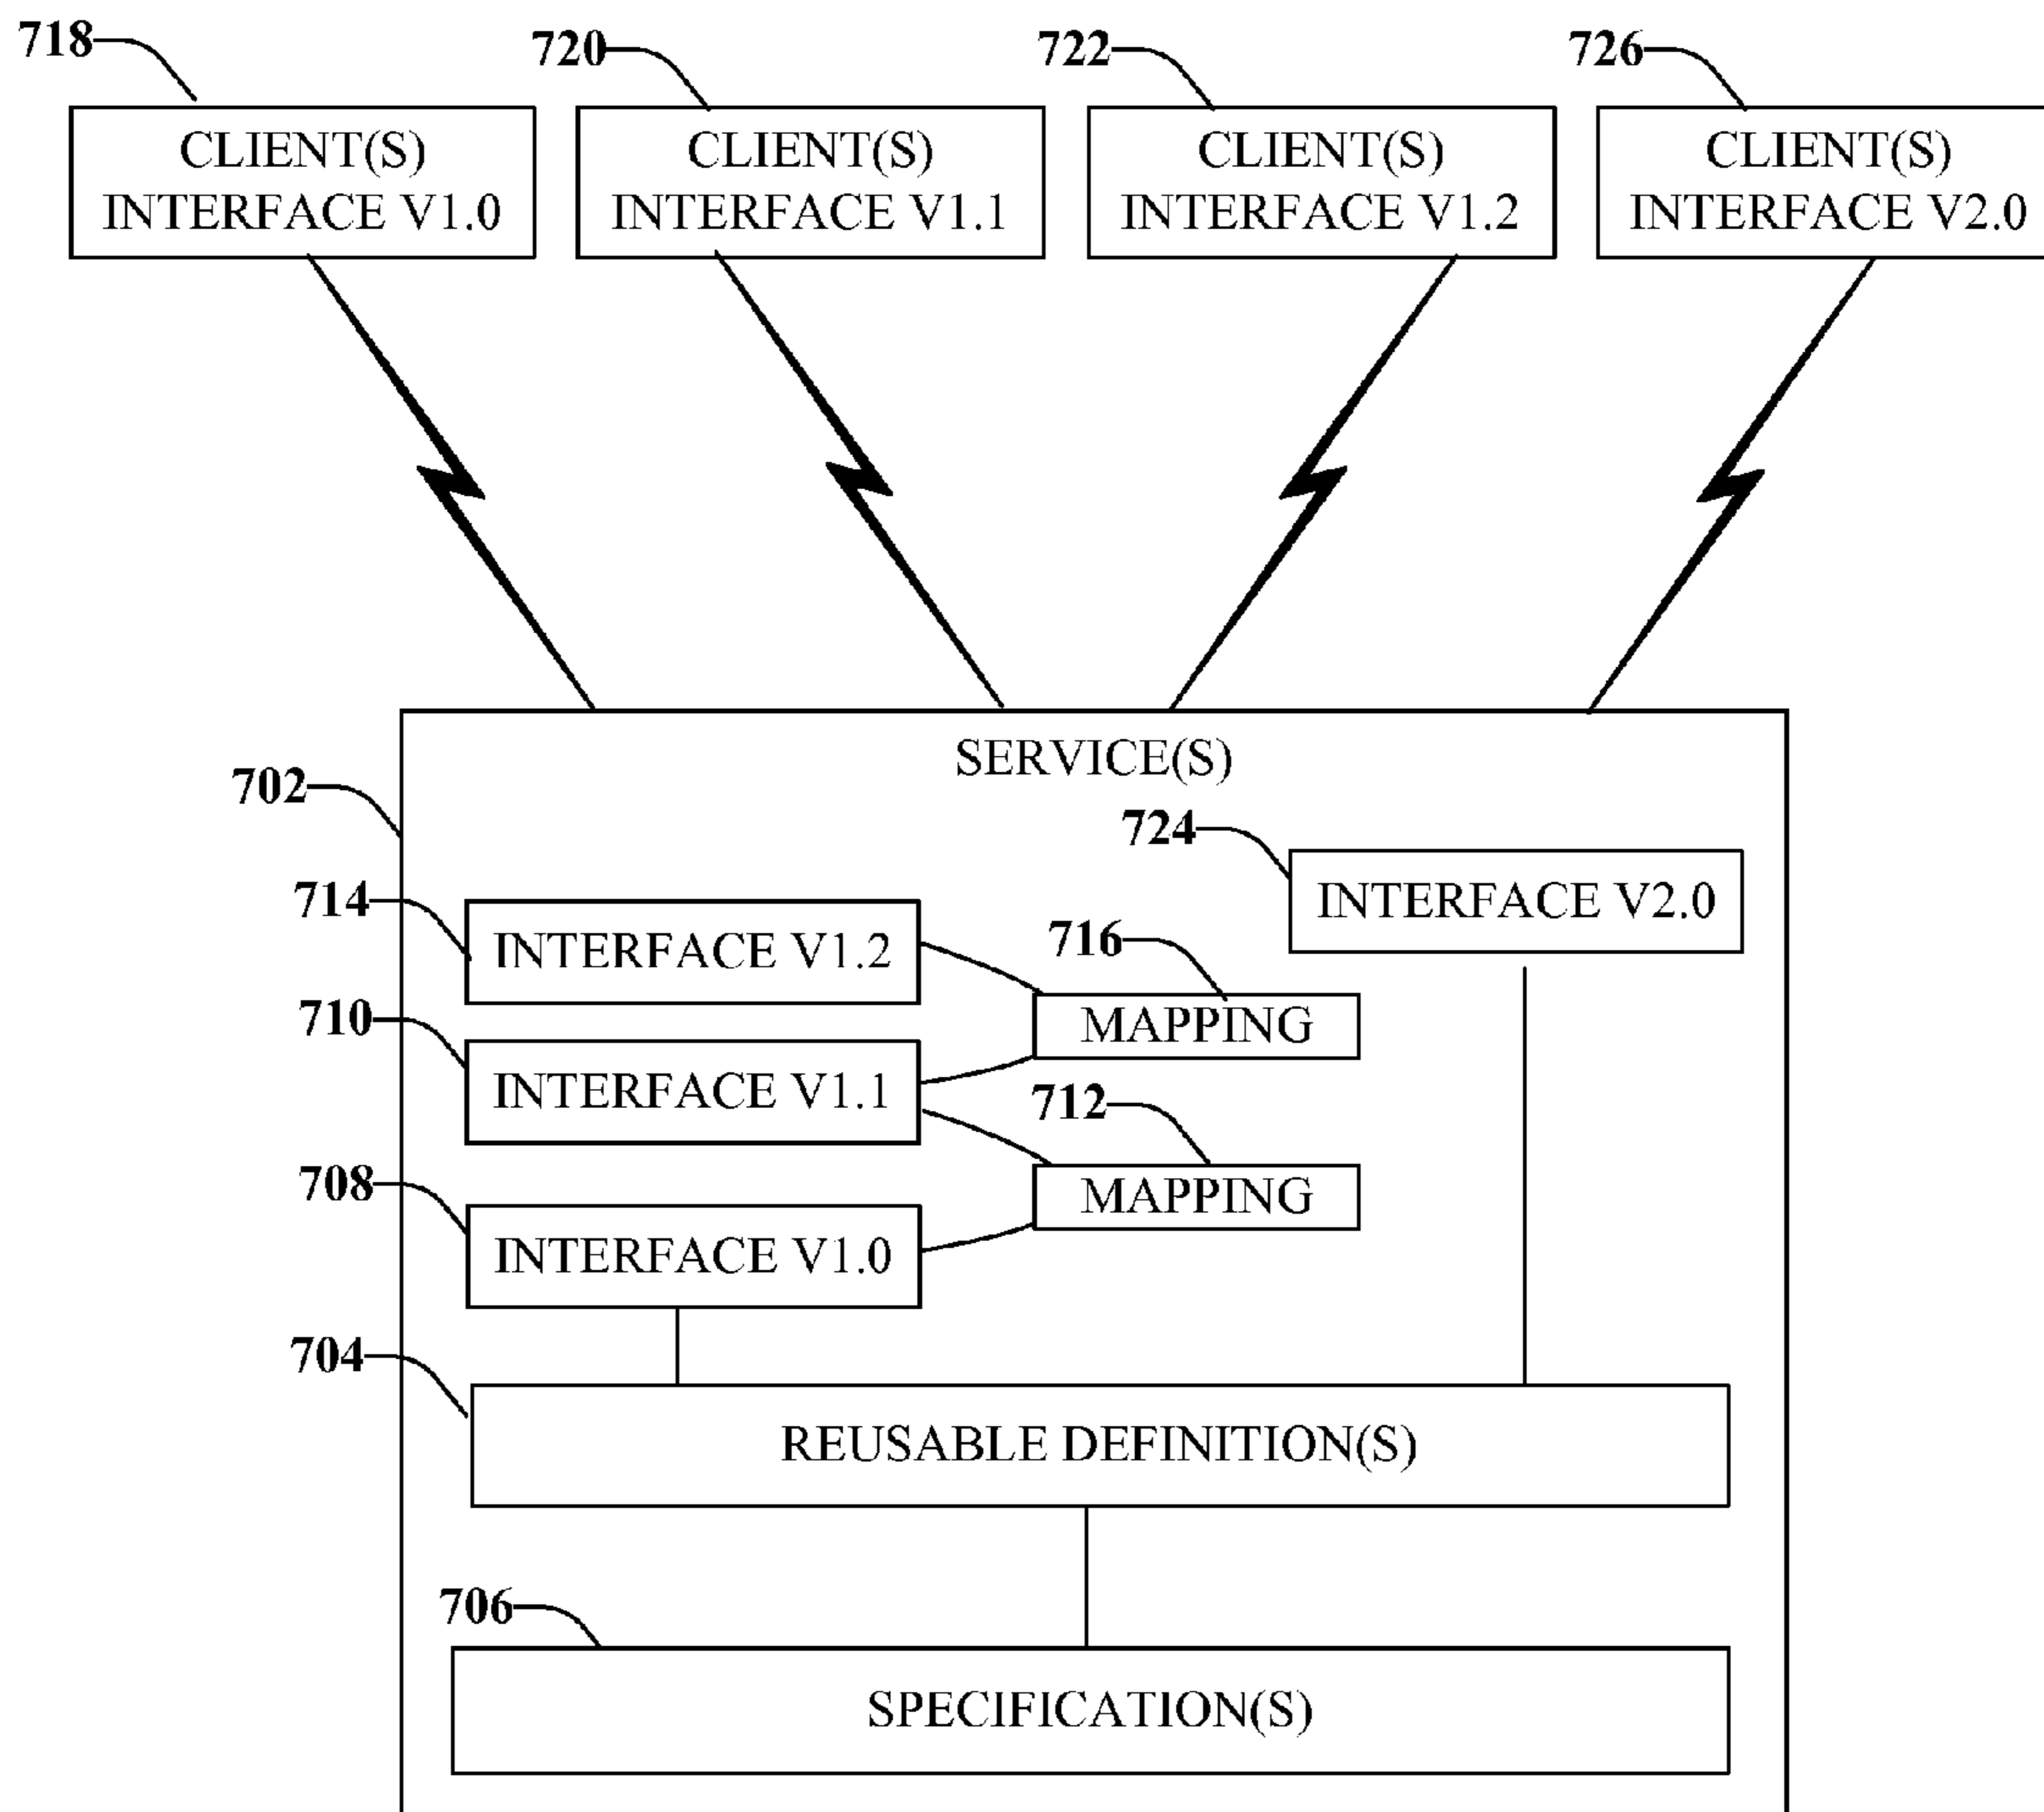 718
720
722
726
CLIENT(S)
INTERFACE V1.0
CLIENT(S)
INTERFACE V1.1
CLIENT(S)
INTERFACE V1.2
CLIENT(S)
INTERFACE V2.0
SERVICE(S)
702
724
INTERFACE V2.0
714
INTERFACE V1.2
716
MAPPING
710
INTERFACE V1.1
712
MAPPING
708
INTERFACE V1.0
704
REUSABLE DEFINITION(S)
706
SPECIFICATION(S)